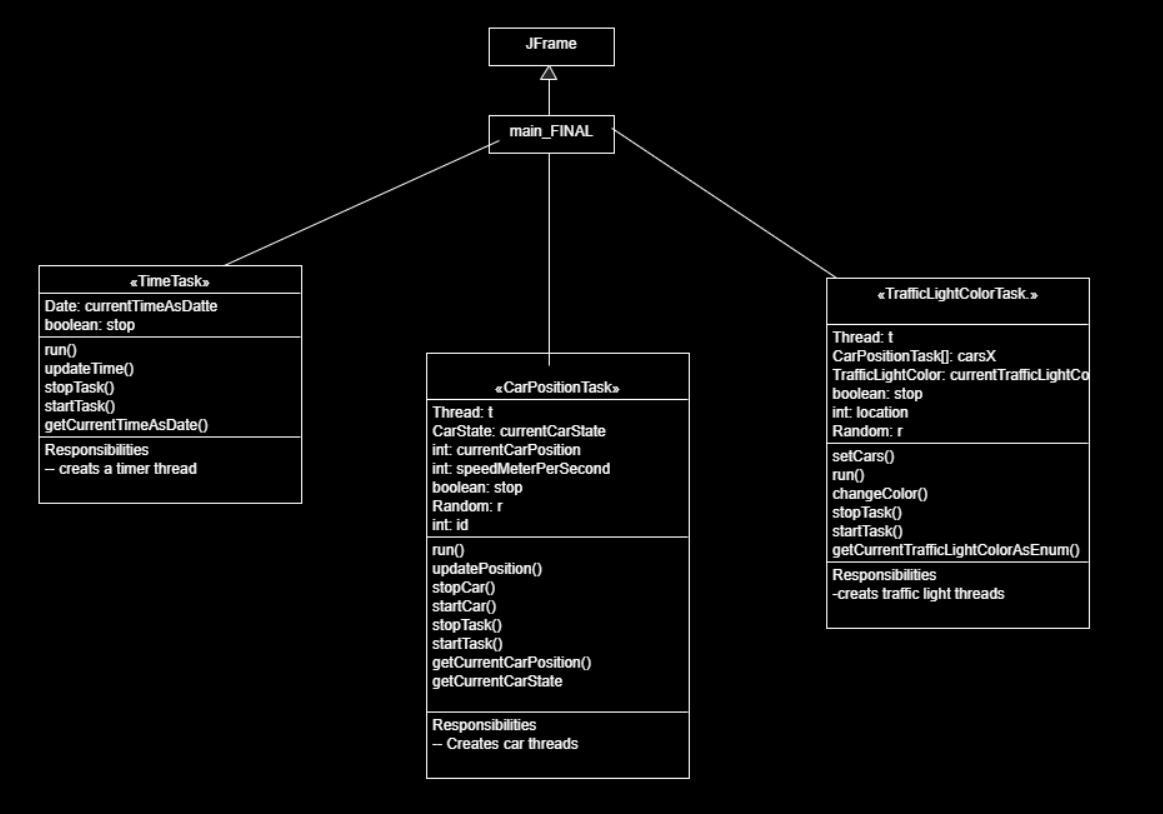 JFrame
main_FINAL
«TimeTask»
Date: currentTimeAsDatte
boolean: stop
run()
updateTime()
stopTask()
startTask()
getCurrentTimeAsDate()
Responsibilities
-- creats a timer thread
«CarPositionTask»
Thread: t
CarState: currentCarState
int: currentCarPosition
int: speedMeterPerSecond
boolean: stop
Random: r
int: id
run()
updatePosition()
stopCar()
startCar()
stopTask()
startTask()
getCurrentCarPosition()
getCurrentCarState
Responsibilities
-- Creates car threads
«TrafficLightColorTask.»
Thread: t
CarPositionTask[]: carsX
TrafficLightColor: currentTrafficLightCo
boolean: stop
int: location
Random: r
setCars()
run()
changeColor()
stopTask()
startTask()
getCurrentTrafficLightColorAsEnum()
Responsibilities
-creats traffic light threads